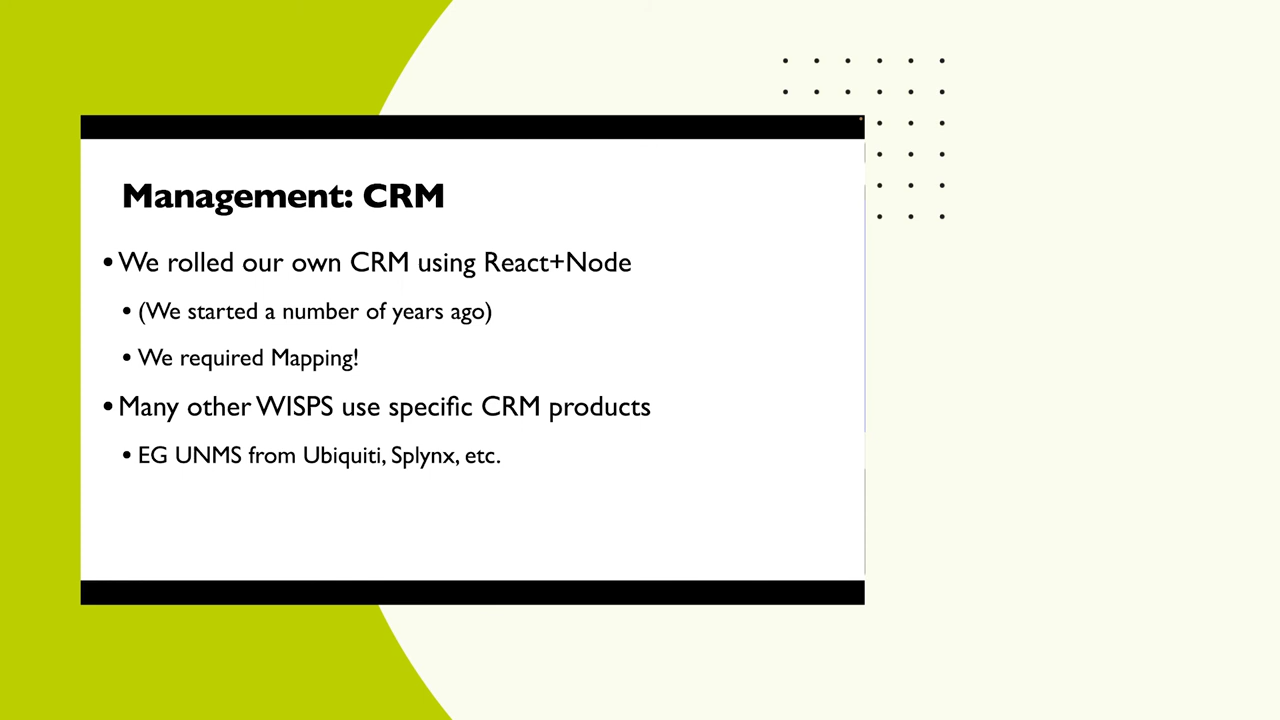 Management: CRM
• We rolled our own CRM using React+Node
• (We started a number of years ago)
• We required Mapping!
• Many other WISPS use specific CRM products
• EG UNMS from Ubiquiti, Splynx, etc.